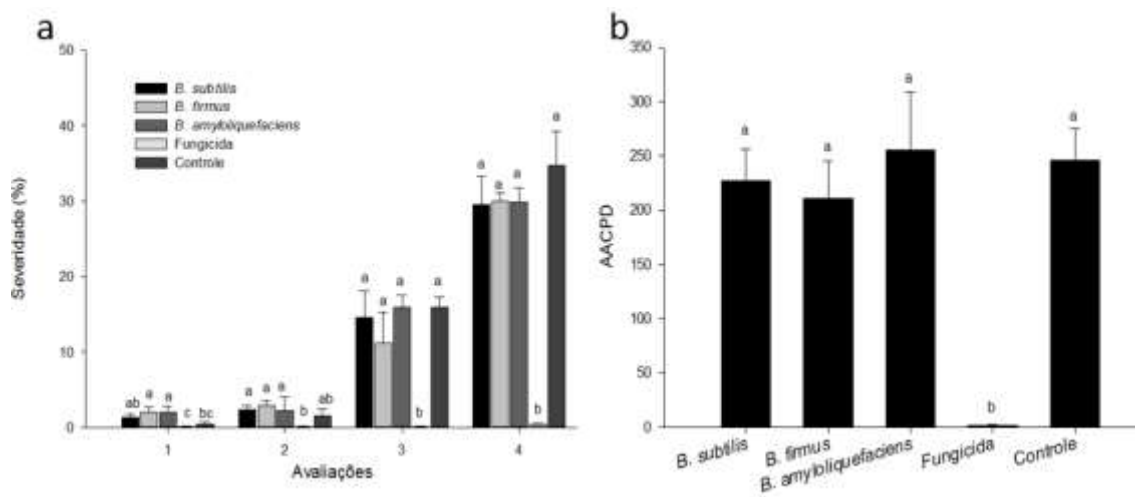 a
50
40
30
20
10
0
Severidade (%)
B. subtilis
B. firmus
B. amyloliquefaciens
Fungicida
Controle
ab a a c bc
a a a b ab
a a a b a
a a a b a
1 2 3 4
Avaliações
b
350
300
250
200
150
100
50
0
AACPD
a a a b a
B. subtilis
B. firmus
B. amyloliquefaciens
Fungicida
Controle